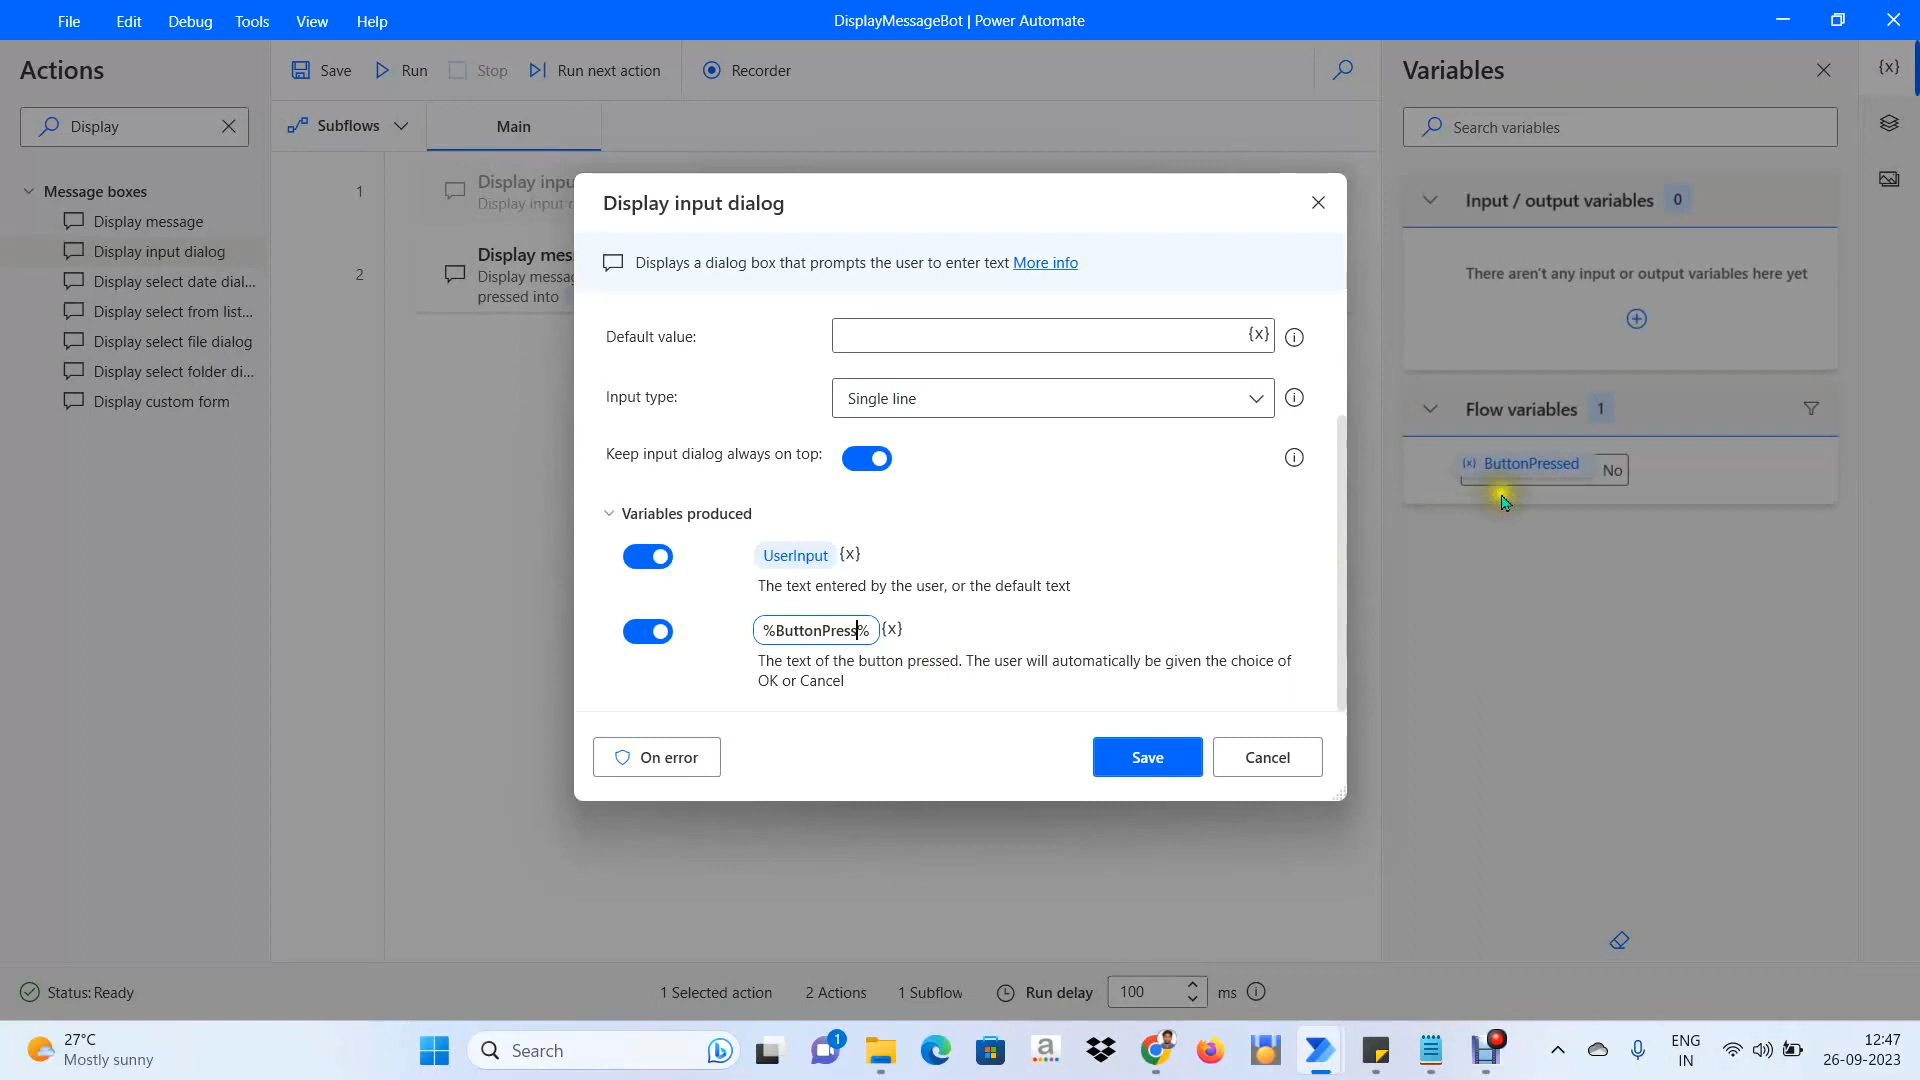 File Edit Debug Tools View Help
DisplayMessageBot | Power Automate
Actions
Display
Message boxes
Display message
Display input dialog
Display select date dial...
Display select from list...
Display select file dialog
Display select folder di...
Display custom form
Save Run Stop Run next action Recorder
Subflows Main
1
Display inpu
Display input
2
Display mes
Display messa
pressed into
Display input dialog
Displays a dialog box that prompts the user to enter text More info
Default value: {x}
Input type: Single line
Keep input dialog always on top:
Variables produced
UserInput {x}
The text entered by the user, or the default text
%ButtonPress% {x}
The text of the button pressed. The user will automatically be given the choice of
OK or Cancel
On error Save Cancel
Variables {x}
Search variables
Input / output variables 0
There aren't any input or output variables here yet
Flow variables 1
{x} ButtonPressed No
Status: Ready 1 Selected action 2 Actions 1 Subflow Run delay 100 ms
27°C
Mostly sunny
Search
1
ENG
IN
12:47
26-09-2023